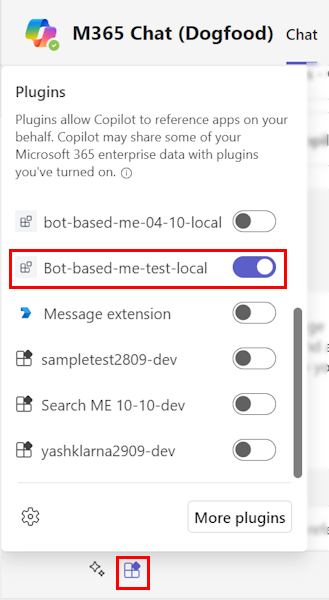 M365 Chat (Dogfood) Chat
Plugins
Plugins allow Copilot to reference apps on your
behalf. Copilot may share some of your
Microsoft 365 enterprise data with plugins
you've turned on.
bot-based-me-04-10-local
Bot-based-me-test-local
Message extension
sampletest2809-dev
Search ME 10-10-dev
yashklarna2909-dev
More plugins